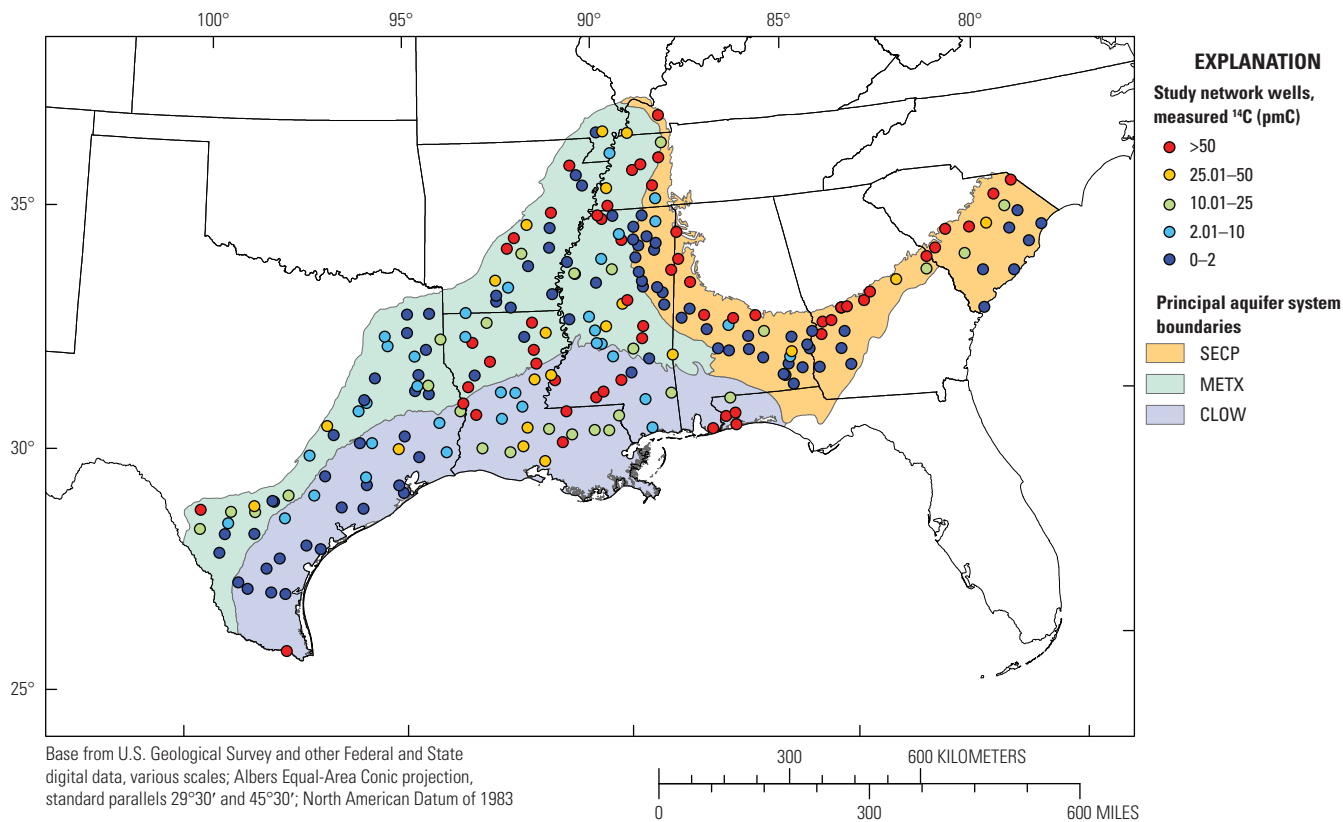 100°
95°
90°
85°
80°
35°
30°
25°
EXPLANATION
Study network wells,
measured ¹⁴C (pmC)
>50
25.01–50
10.01–25
2.01–10
0–2
Principal aquifer system
boundaries
SECP
METX
CLOW
Base from U.S. Geological Survey and other Federal and State
digital data, various scales; Albers Equal-Area Conic projection,
standard parallels 29°30′ and 45°30′; North American Datum of 1983
300
600 KILOMETERS
0
300
600 MILES